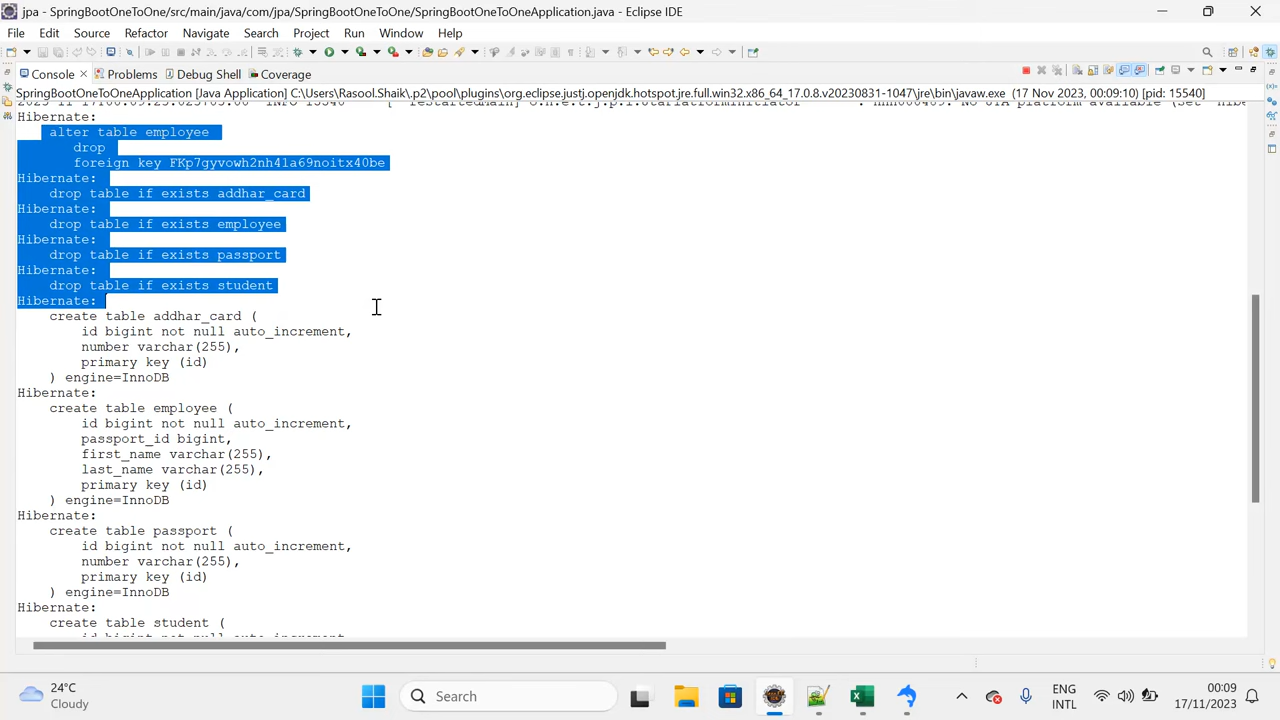 jpa - SpringBootOneToOne/src/main/java/com/jpa/SpringBootOneToOne/SpringBootOneToOneApplication.java - Eclipse IDE
File Edit Source Refactor Navigate Search Project Run Window Help
Console Problems Debug Shell Coverage
SpringBootOneToOneApplication [Java Application] C:\Users\Rasool.Shaik\.p2\pool\plugins\org.eclipse.justj.openjdk.hotspot.jre.full.win32.x86_64_17.0.8.v20230831-1047\jre\bin\javaw.exe (17 Nov 2023, 00:09:10) [pid: 15540]
Hibernate:
alter table employee
drop
foreign key FKp7gyvowh2nh41a69noitx40be
Hibernate:
drop table if exists addhar_card
Hibernate:
drop table if exists employee
Hibernate:
drop table if exists passport
Hibernate:
drop table if exists student
Hibernate:
create table addhar_card (
id bigint not null auto_increment,
number varchar(255),
primary key (id)
) engine=InnoDB
Hibernate:
create table employee (
id bigint not null auto_increment,
passport_id bigint,
first_name varchar(255),
last_name varchar(255),
primary key (id)
) engine=InnoDB
Hibernate:
create table passport (
id bigint not null auto_increment,
number varchar(255),
primary key (id)
) engine=InnoDB
Hibernate:
create table student (
24°C
Cloudy
Search
ENG
INTL
00:09
17/11/2023